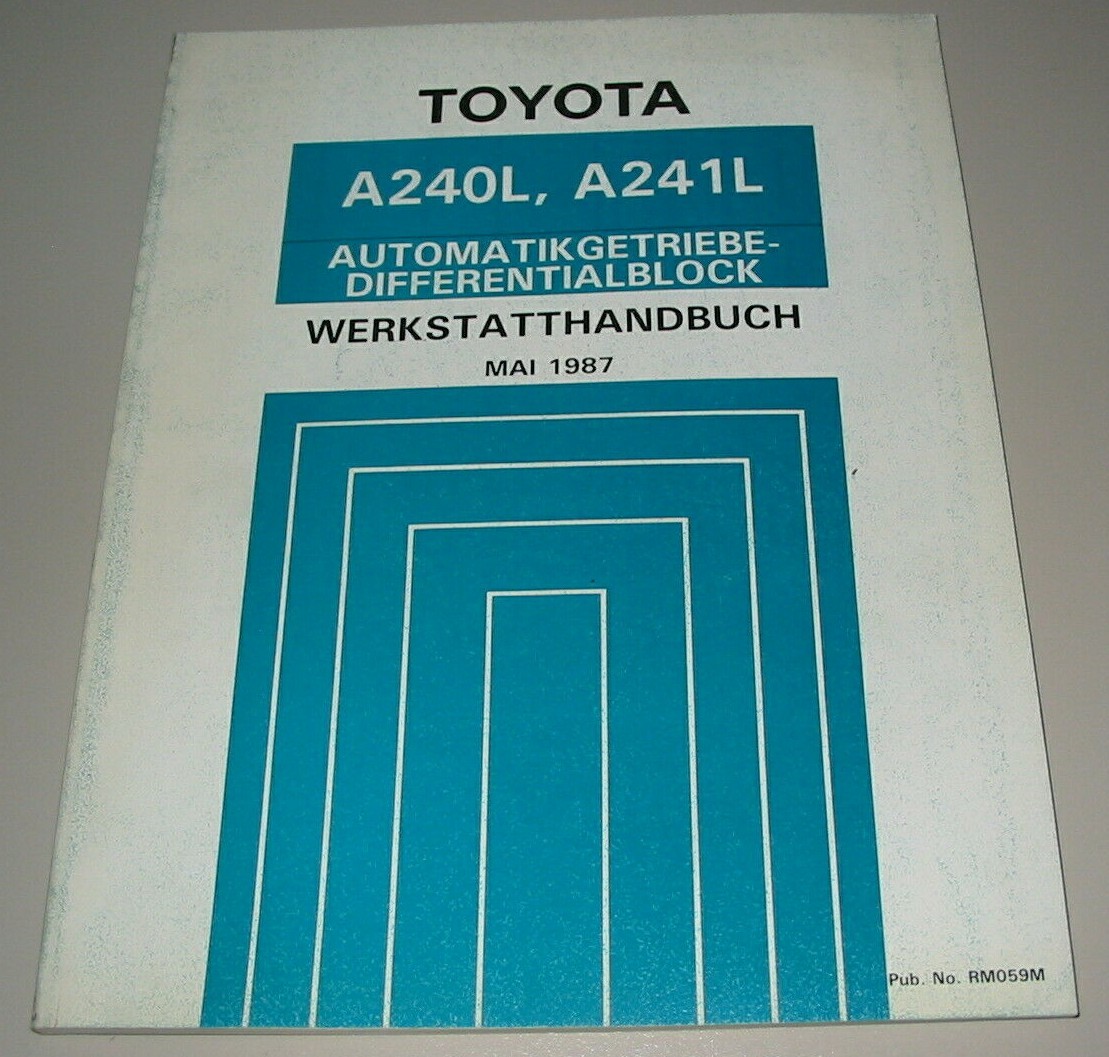 TOYOTA
A240L, A241L
AUTOMATIKGETRIEBE-
DIFFERENTIALBLOCK
WERKSTATTHANDBUCH
MAI 1987
Pub. No. RM059M